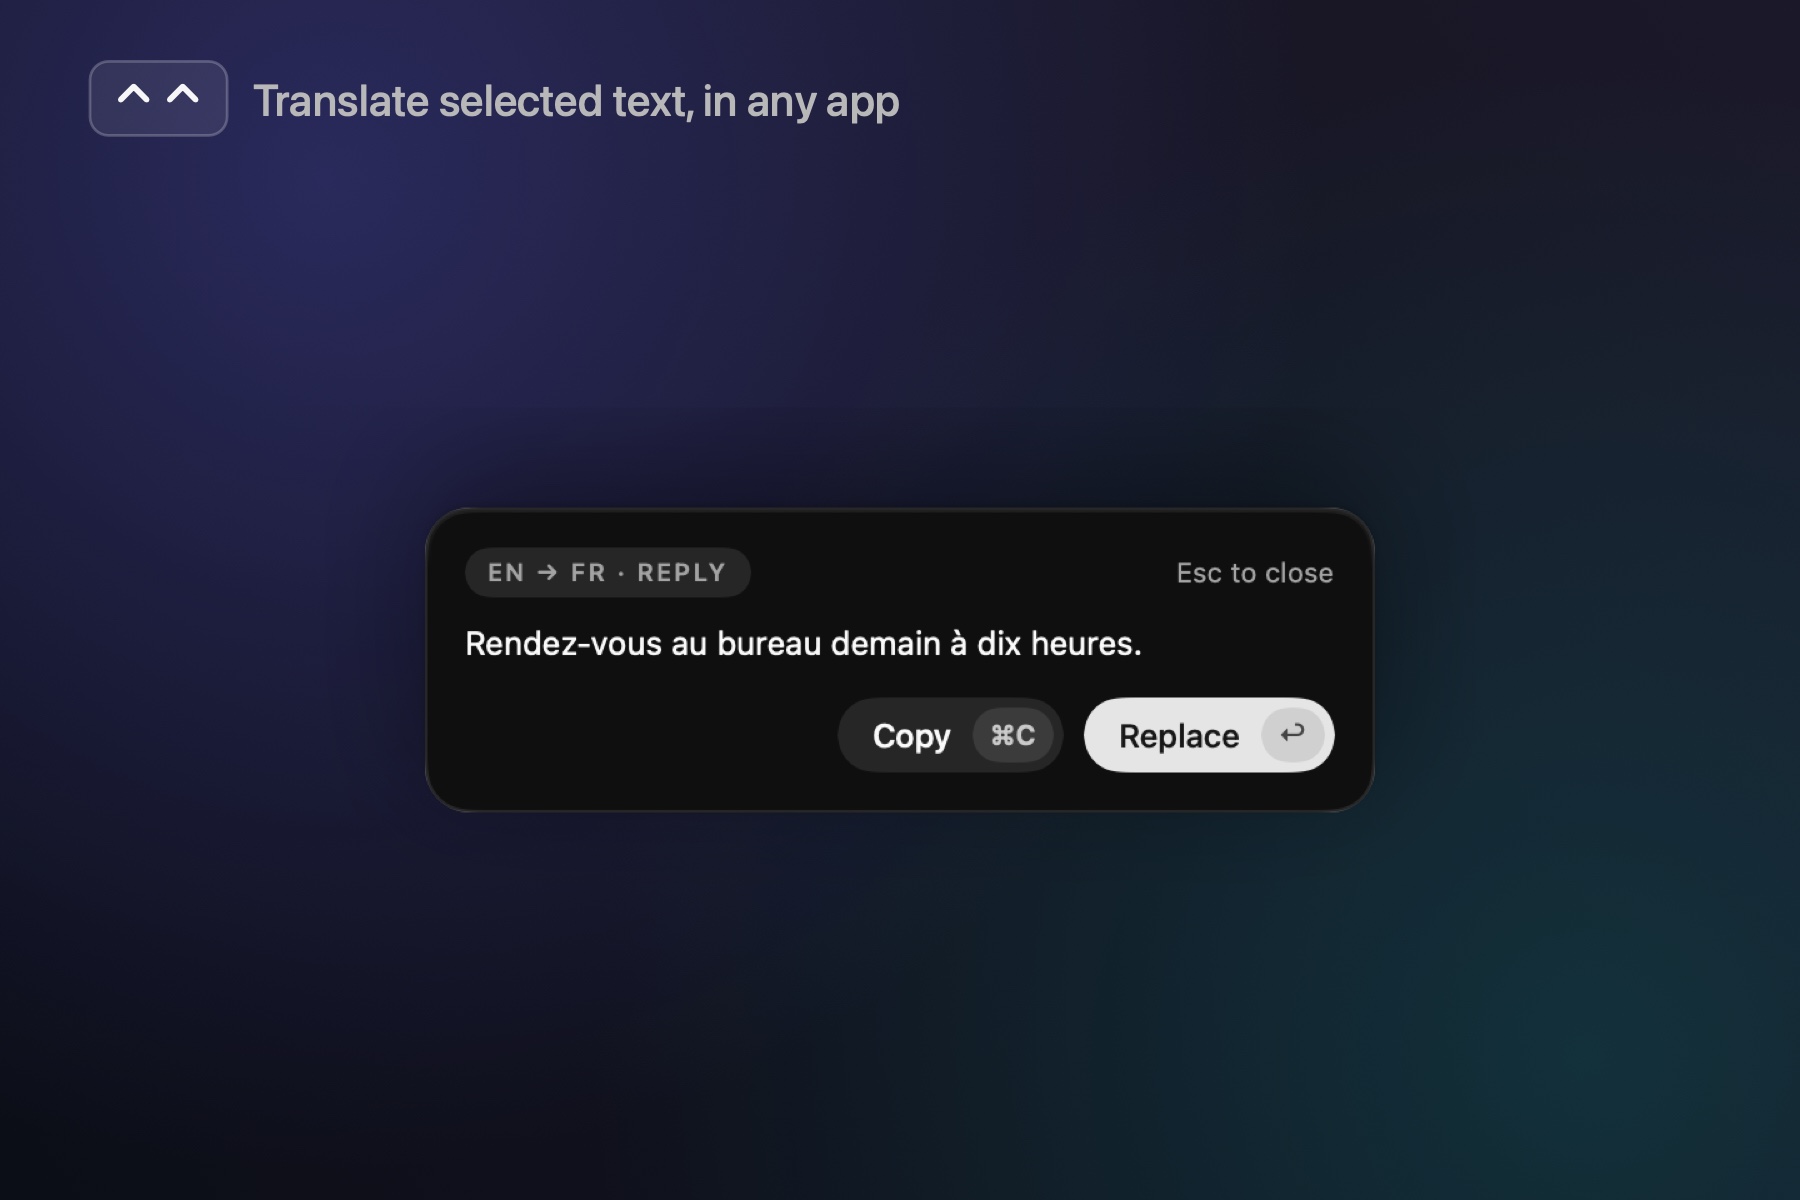 ⌃⌃ Translate selected text, in any app
EN → FR · REPLY
Esc to close
Rendez-vous au bureau demain à dix heures.
Copy ⌘C
Replace ↩